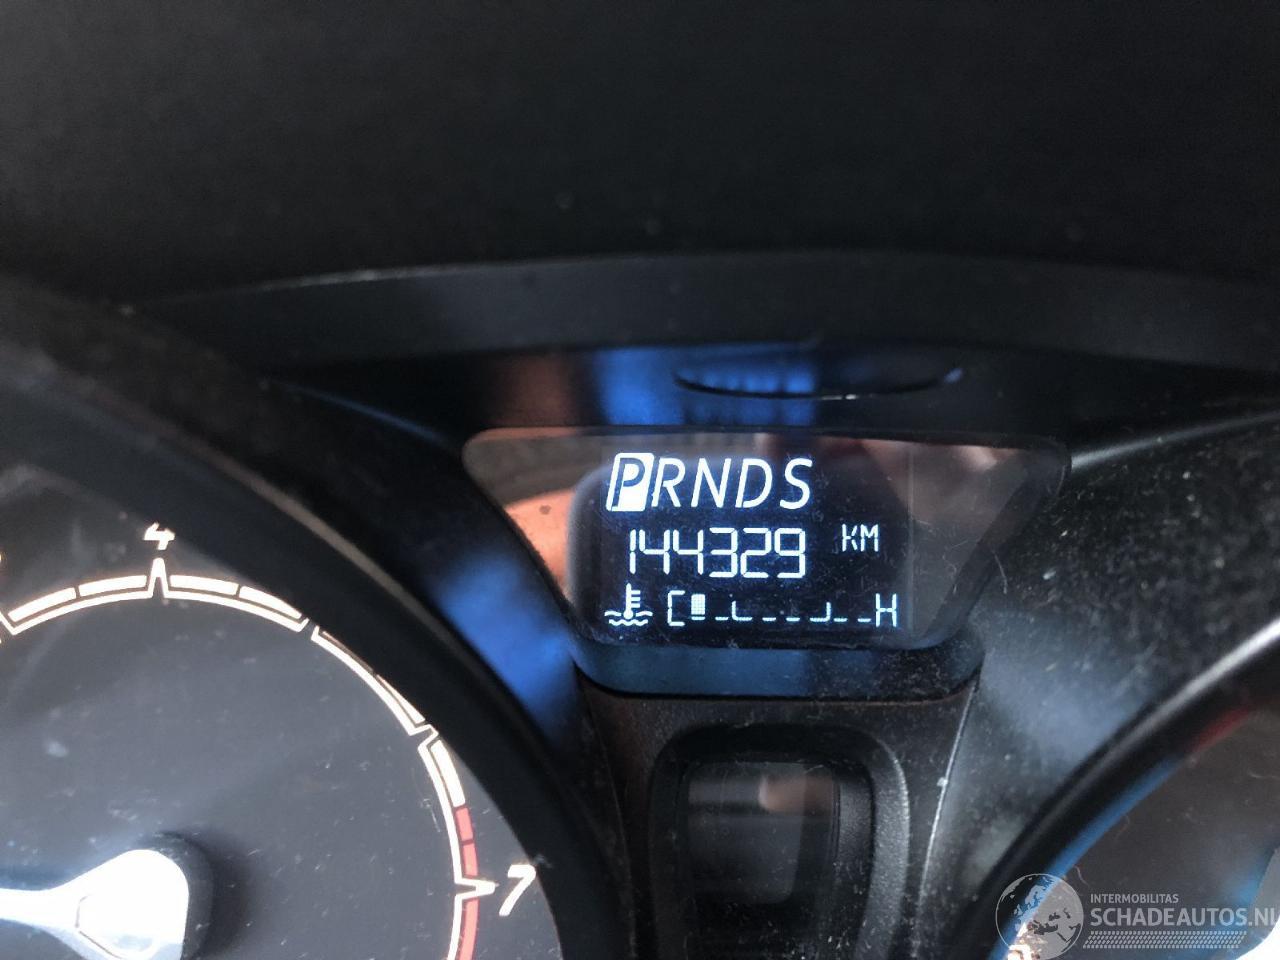 PRNDS
144329 KM
C H
4
7
INTERMOBILITAS
SCHADEAUTOS.NL